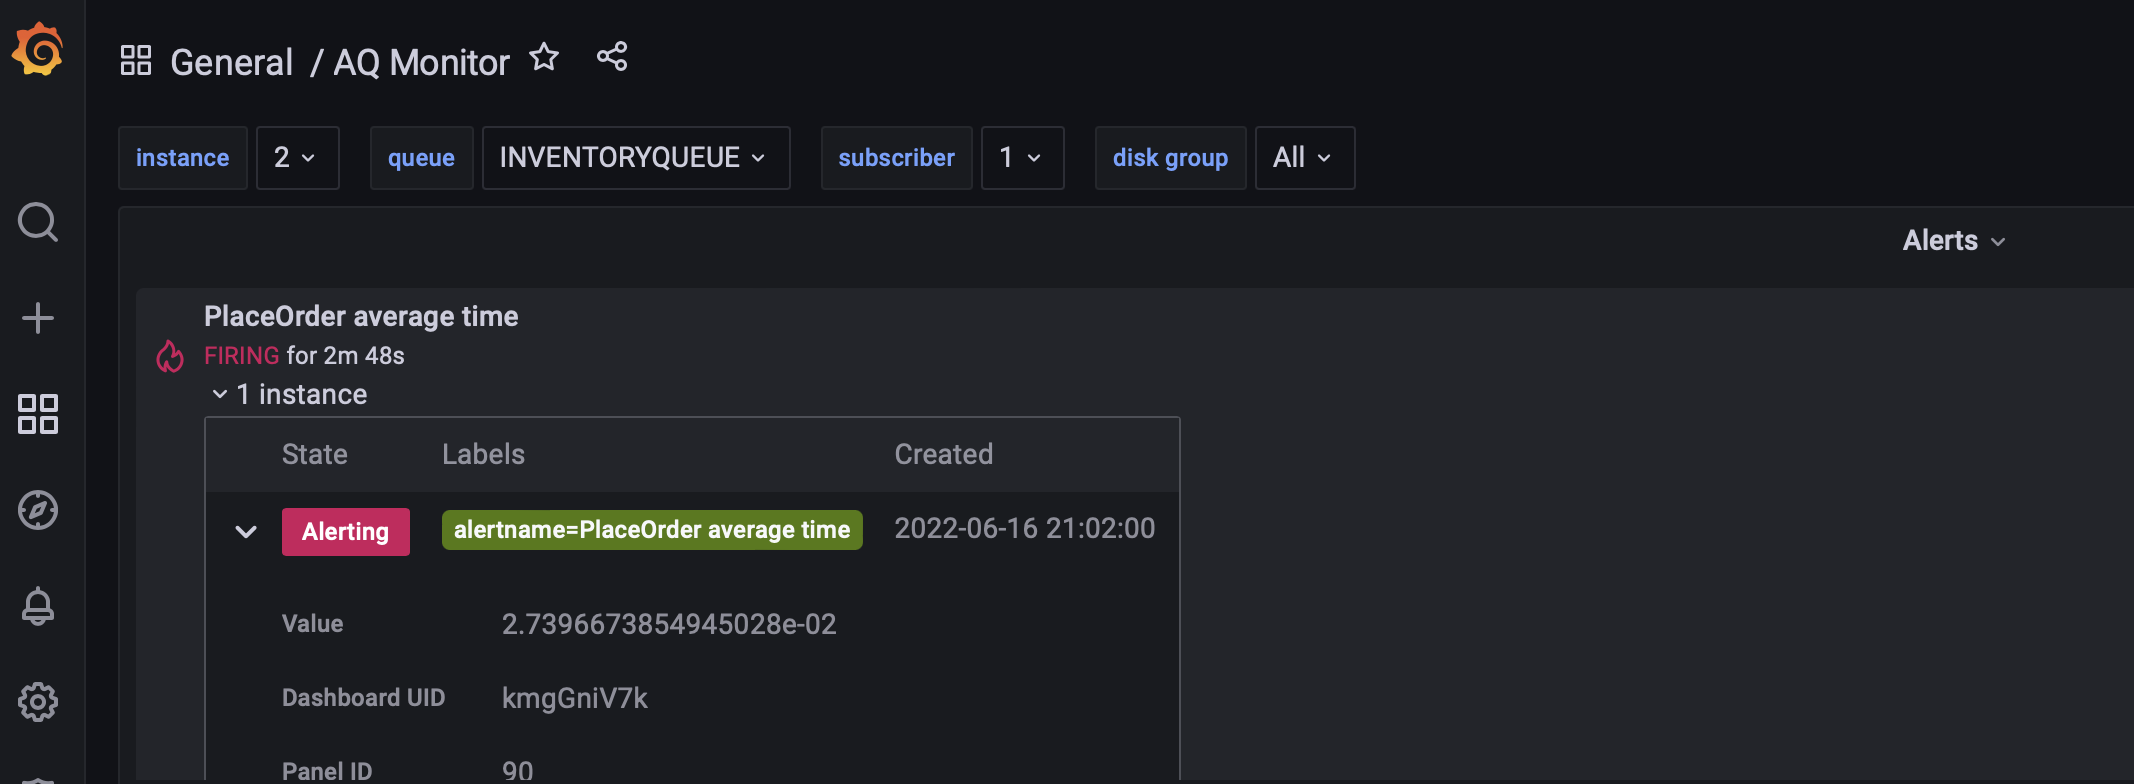 General / AQ Monitor
instance 2 queue INVENTORYQUEUE subscriber 1 disk group All
Alerts
PlaceOrder average time
FIRING for 2m 48s
1 instance
State Labels Created
Alerting alertname=PlaceOrder average time 2022-06-16 21:02:00
Value 2.7396673854945028e-02
Dashboard UID kmgGniV7k
Panel ID 90